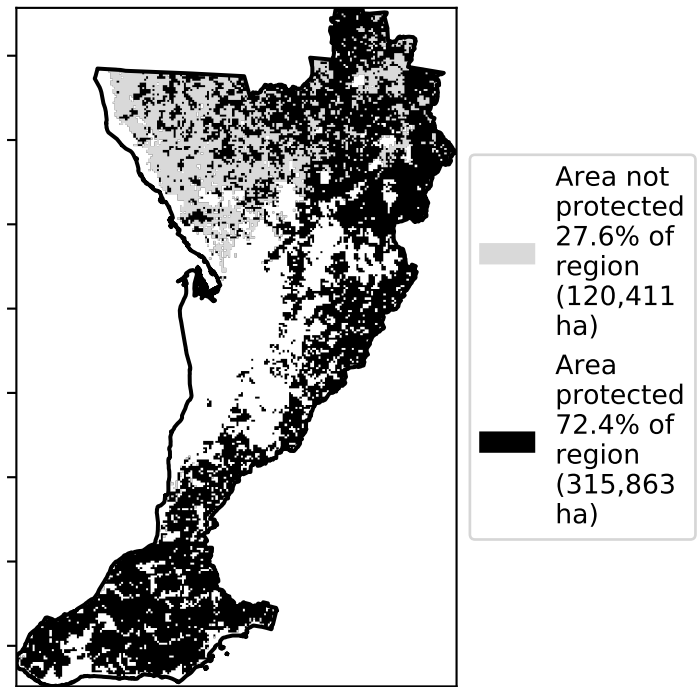 Area not
protected
27.6% of
region
(120,411
ha)
Area
protected
72.4% of
region
(315,863
ha)